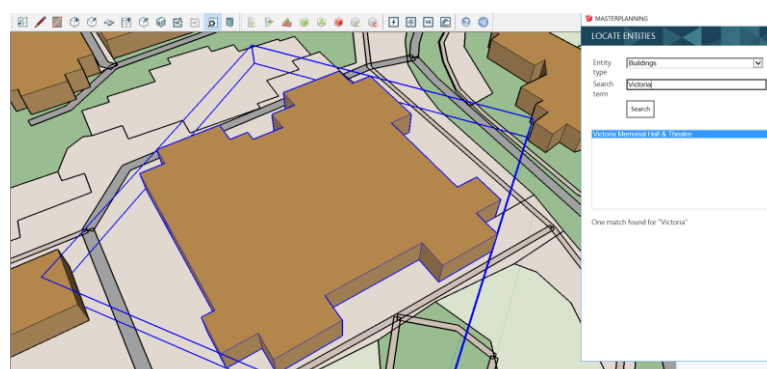 MASTERPLANNING
LOCATE ENTITIES
Entity type
Buildings
Search term
Victoria
Search
Victoria Memorial Hall & Theatre
One match found for "Victoria"